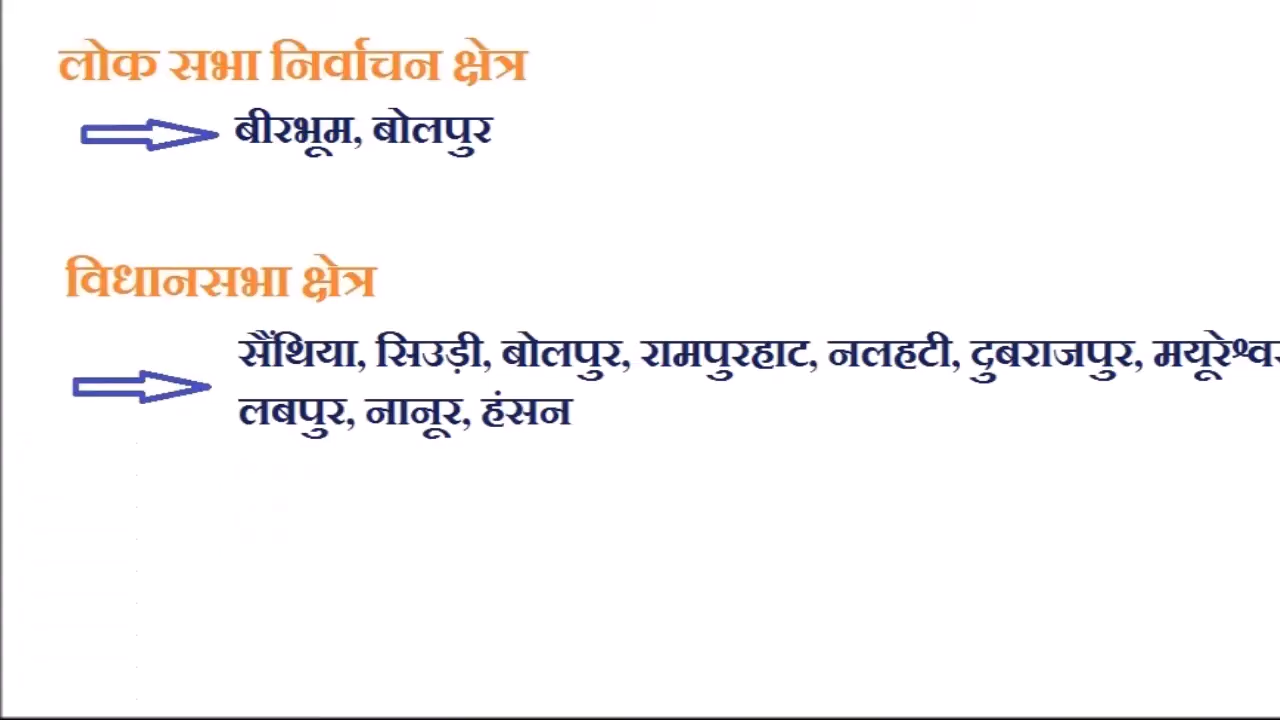 लोक सभा निर्वाचन क्षेत्र
बीरभूम, बोलपुर
विधानसभा क्षेत्र
सैंथिया, सिउड़ी, बोलपुर, रामपुरहाट, नलहटी, दुबराजपुर,
लबपुर, नानूर, हंसन